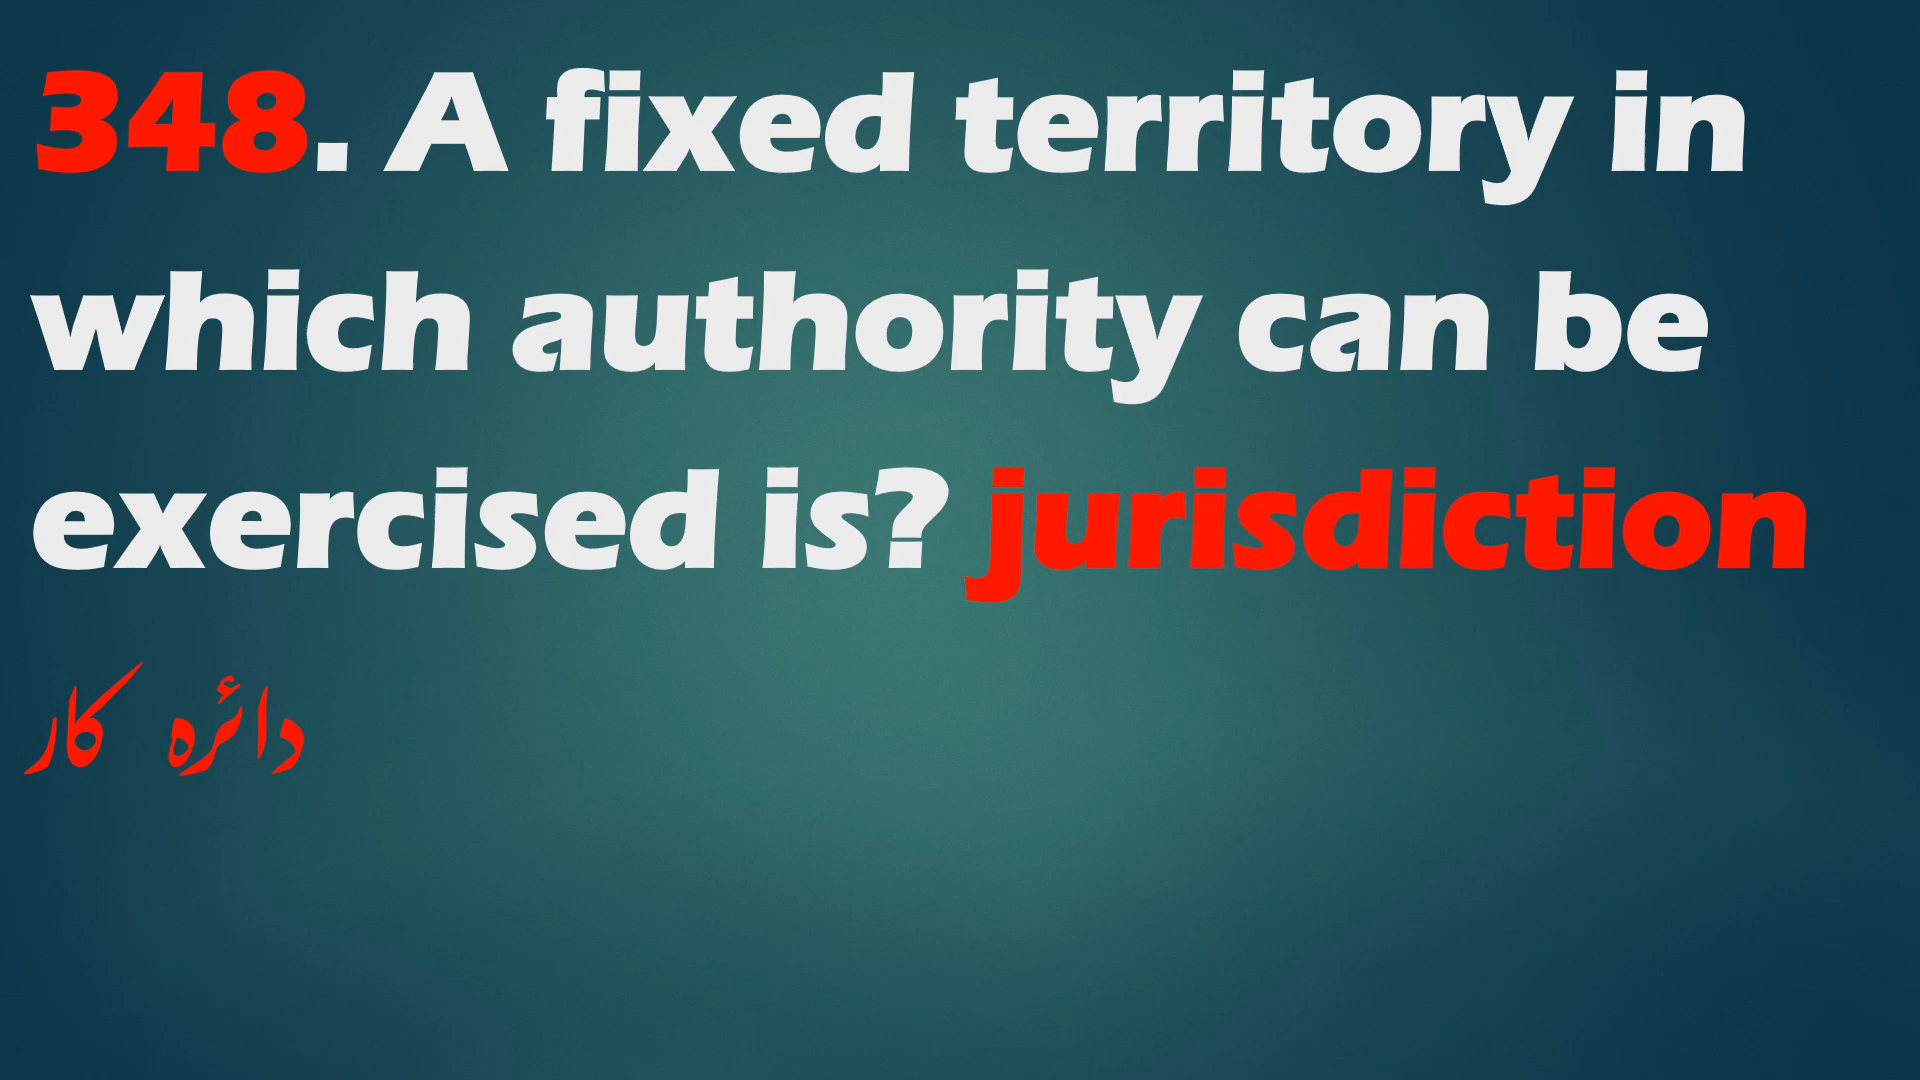 348. A fixed territory in
which authority can be
exercised is? jurisdiction
دائرہ کار